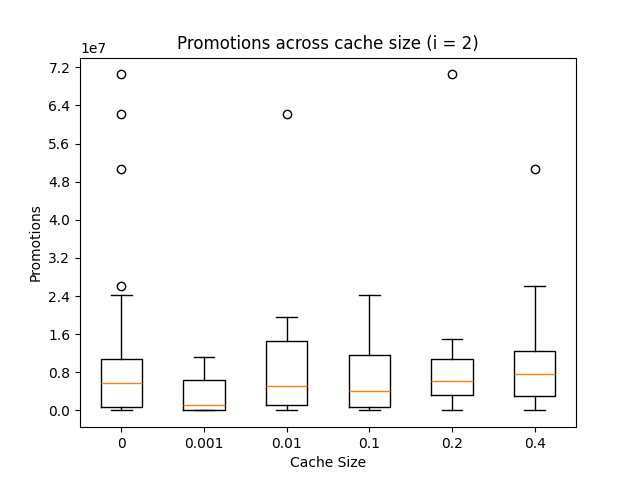 Promotions across cache size (i = 2)
1e7
7.2
6.4
5.6
4.8
4.0
3.2
2.4
1.6
0.8
0.0
Promotions
0 0.001 0.01 0.1 0.2 0.4
Cache Size